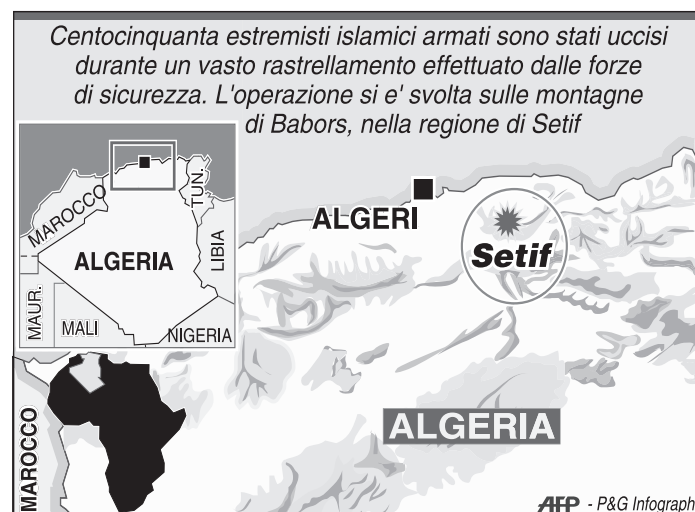 Centocinquanta estremisti islamici armati sono stati uccisi
durante un vasto rastrellamento effettuato dalle forze
di sicurezza. L'operazione si e' svolta sulle montagne
di Babors, nella regione di Setif
MAROCCO
TUN.
ALGERIA
LIBIA
MAUR.
MALI
NIGERIA
ALGERI
Setif
ALGERIA
MAROCCO
AFP - P&G Infograph